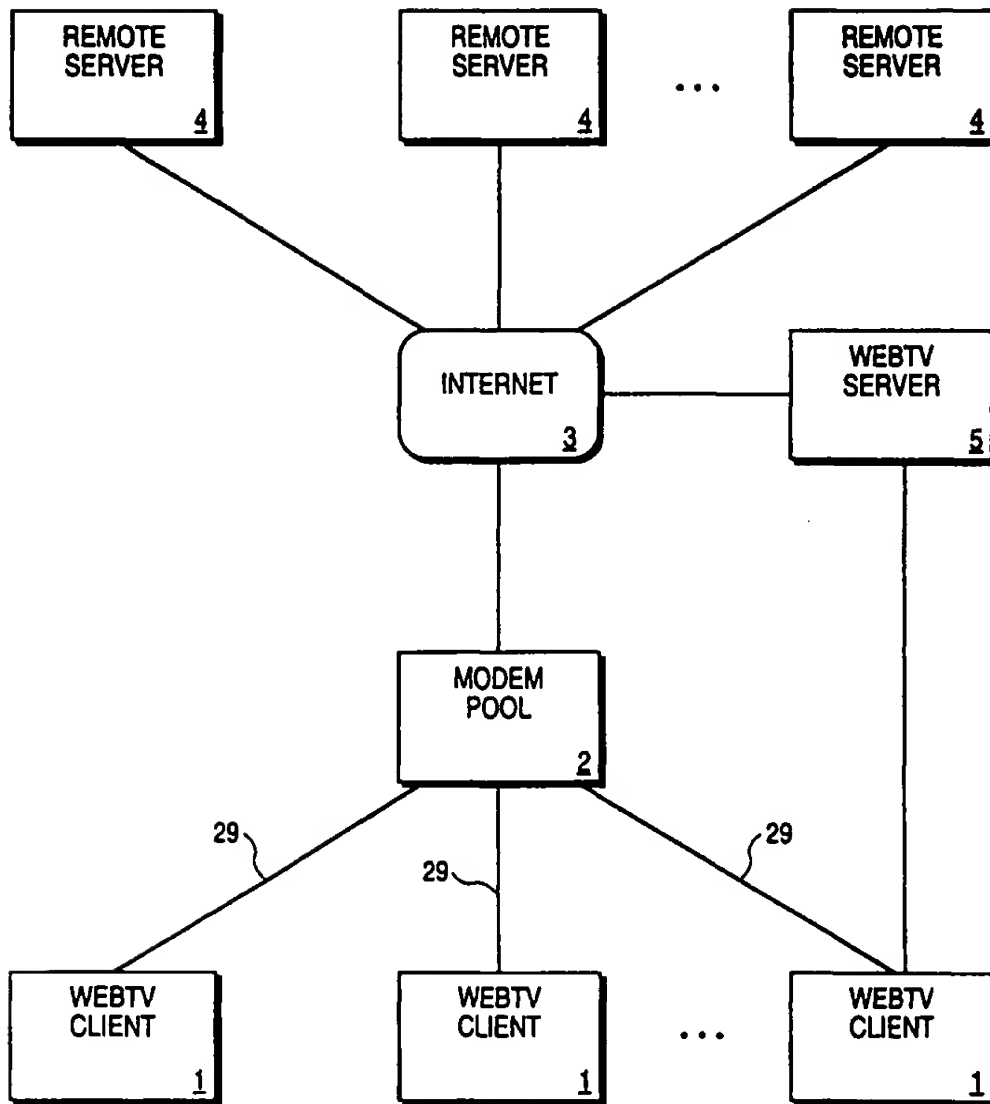 REMOTE
SERVER
4
REMOTE
SERVER
4
...
REMOTE
SERVER
4
INTERNET
3
WEBTV
SERVER
5
MODEM
POOL
2
29
29
29
WEBTV
CLIENT
1
WEBTV
CLIENT
1
...
WEBTV
CLIENT
1